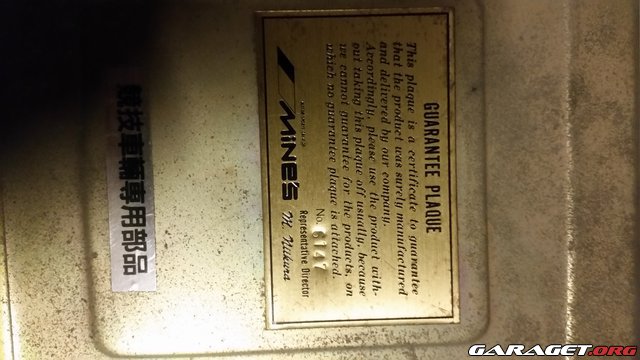 GUARANTEE PLAQUE
This plaque is a certificate to guarantee
that the product was surely manufactured
and delivered by our company.
Accordingly, please use the product with-
out taking this plaque off usually, because
we cannot guarantee for the products, on
which no guarantee plaque is attached.
No. 6147
MINE'S
Representative Director
M. Niikura
競技車輛専用部品
GARAGET.ORG